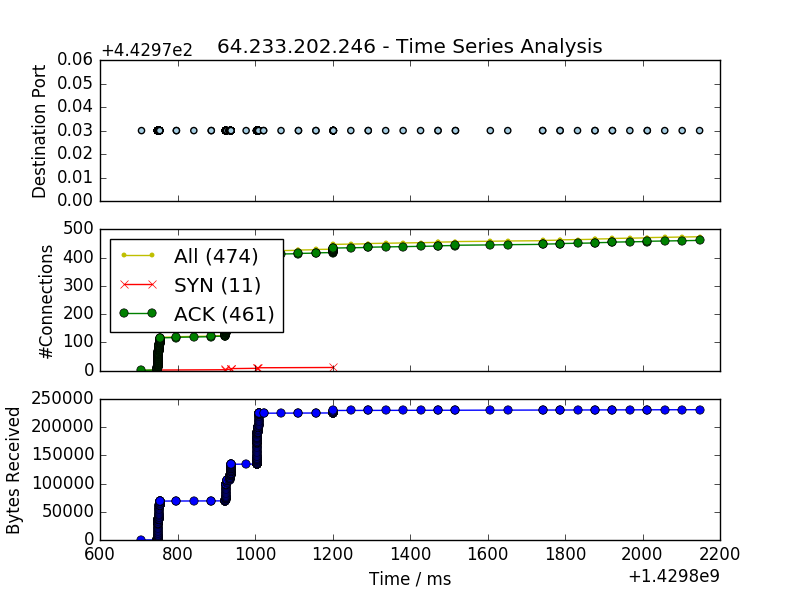 +4.4297e2 64.233.202.246 - Time Series Analysis
0.06
0.05
0.04
0.03
0.02
0.01
0.00
Destination Port
500
400
300
200
100
0
#Connections
All (474)
SYN (11)
ACK (461)
250000
200000
150000
100000
50000
0
Bytes Received
600 800 1000 1200 1400 1600 1800 2000 2200
Time / ms
+1.4298e9